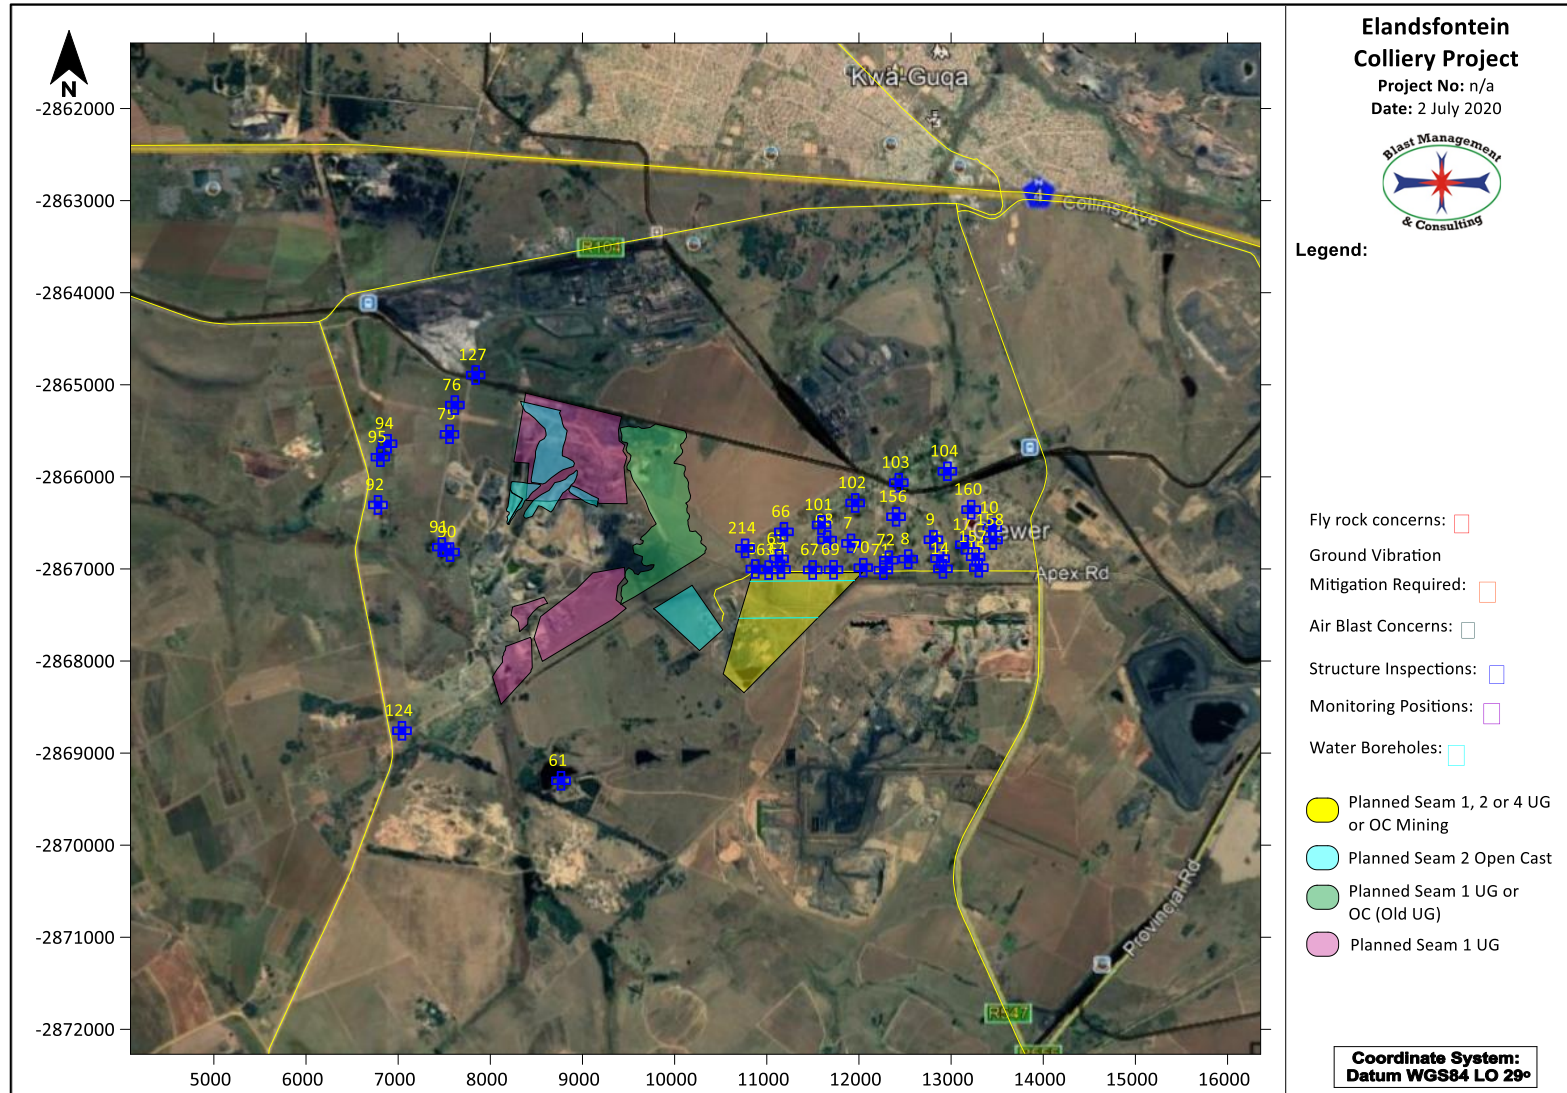 N
-2862000
-2863000
-2864000
-2865000
-2866000
-2867000
-2868000
-2869000
-2870000
-2871000
-2872000
5000
6000
7000
8000
9000
10000
11000
12000
13000
14000
15000
16000
Kwa-Guqa
Collins Ave
R104
127
76
75
94
95
92
91
90
124
61
103
104
102
156
160
10
101
66
214
7
9
17
158
Apex Rd
63
67
69
70
72
8
14
Provincial Rd
R547
Elandsfontein
Colliery Project
Project No: n/a
Date: 2 July 2020
Blast Management
& Consulting
Legend:
Fly rock concerns:
Ground Vibration
Mitigation Required:
Air Blast Concerns:
Structure Inspections:
Monitoring Positions:
Water Boreholes:
Planned Seam 1, 2 or 4 UG
or OC Mining
Planned Seam 2 Open Cast
Planned Seam 1 UG or
OC (Old UG)
Planned Seam 1 UG
Coordinate System:
Datum WGS84 LO 29º